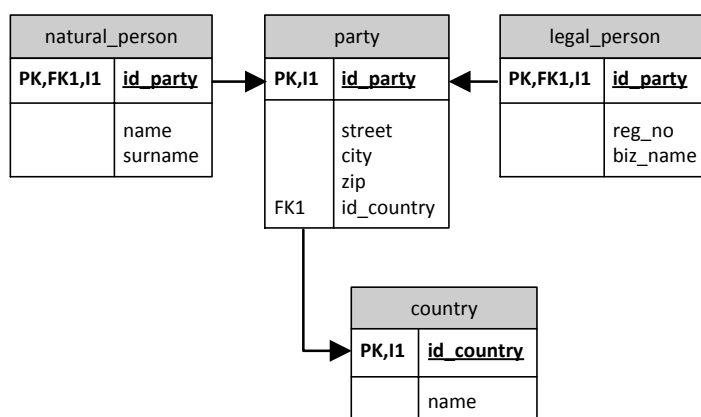 natural_person
PK,FK1,I1 id_party
name
surname
party
PK,I1 id_party
street
city
zip
FK1 id_country
legal_person
PK,FK1,I1 id_party
reg_no
biz_name
country
PK,I1 id_country
name